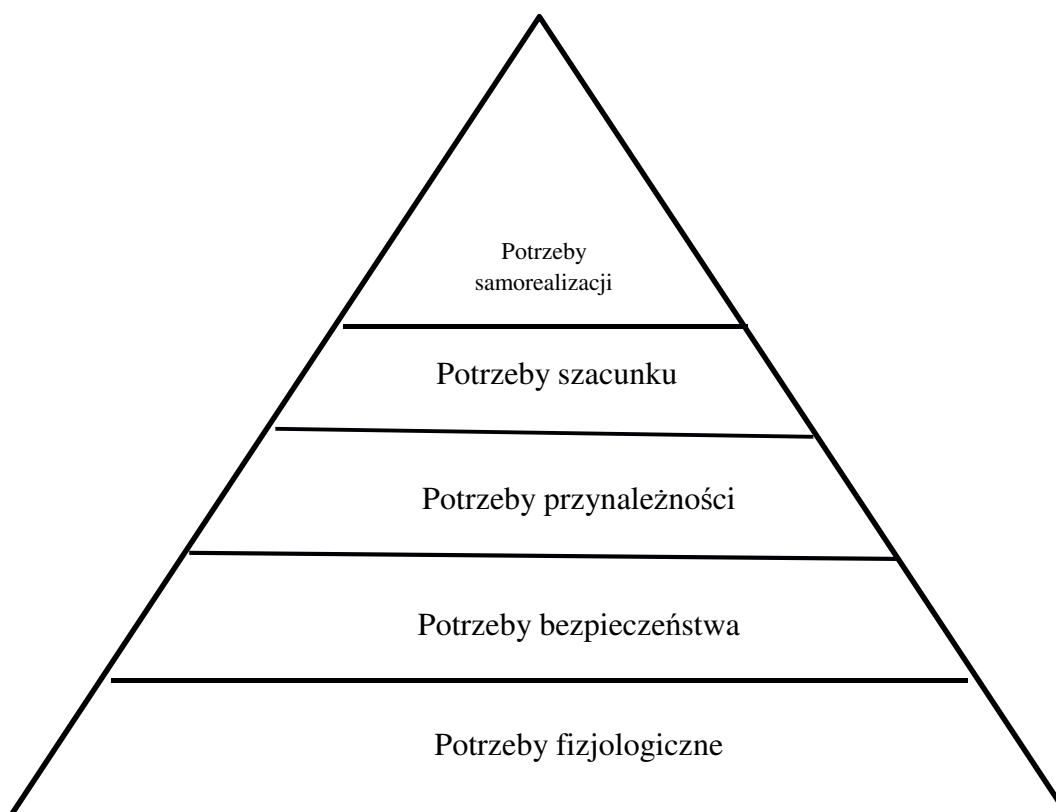 Potrzeby
samorealizacji
Potrzeby szacunku
Potrzeby przynależności
Potrzeby bezpieczeństwa
Potrzeby fizjologiczne